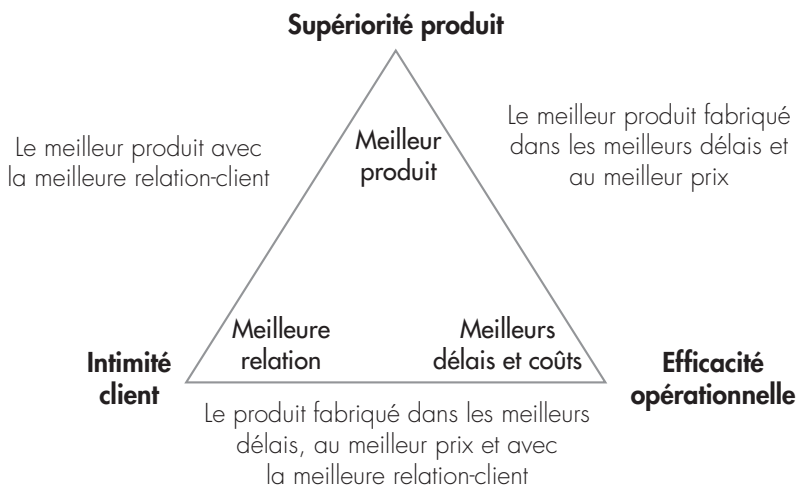 Supériorité produit
Le meilleur produit avec
la meilleure relation-client
Meilleur
produit
Le meilleur produit fabriqué
dans les meilleurs délais et
au meilleur prix
Intimité
client
Meilleure
relation
Meilleurs
délais et coûts
Efficacité
opérationnelle
Le produit fabriqué dans les meilleurs
délais, au meilleur prix et avec
la meilleure relation-client